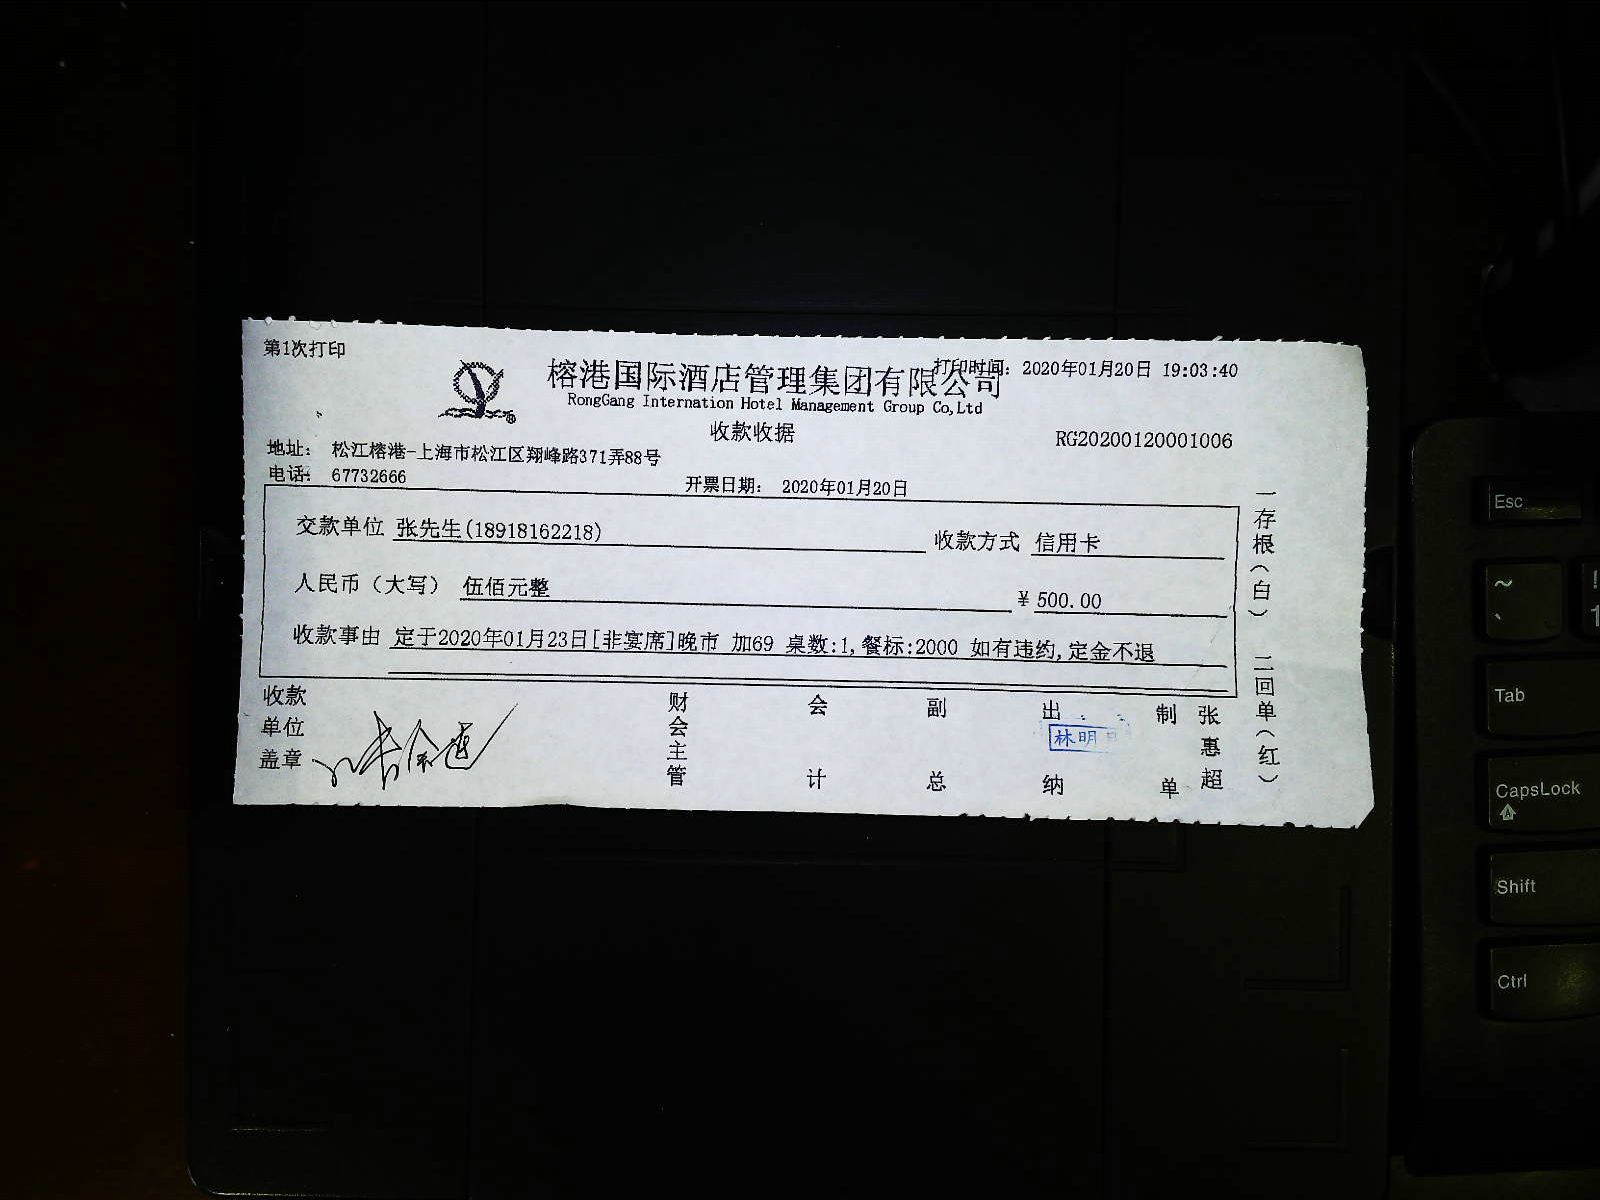 第1次打印
打印时间: 2020年01月20日 19:03:40
榕港国际酒店管理集团有限公司
RongGang Internation Hotel Management Group Co,Ltd
收款收据
RG20200120001006
地址: 松江榕港-上海市松江区翔峰路371弄88号
电话: 67732666
开票日期: 2020年01月20日
交款单位 张先生(18918162218)
收款方式 信用卡
人民币（大写） 伍佰元整
¥ 500.00
收款事由 定于2020年01月23日[非宴席]晚市 加69 桌数:1,餐标:2000 如有违约,定金不退
一存根（白） 二回单（红）
收款单位盖章
财会主管
会计
副总
出纳
林明
制单
张惠超
Esc
~
`
!
1
Tab
CapsLock
Shift
Ctrl